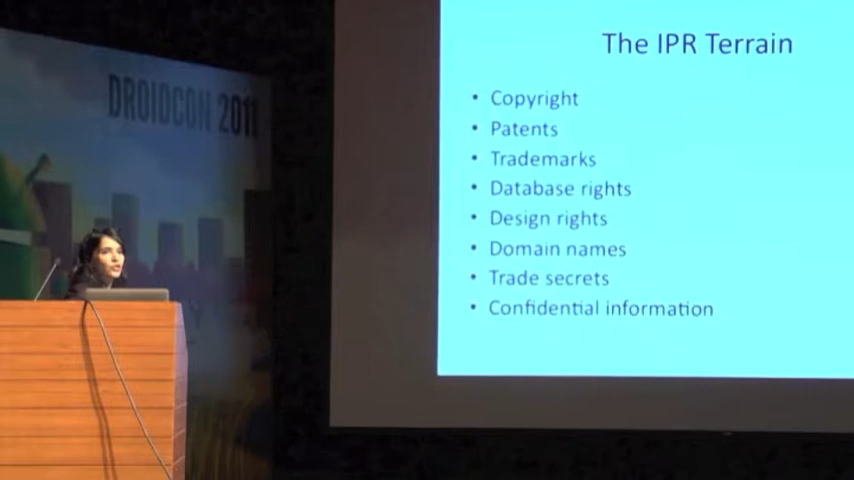 DROIDCON 2011
The IPR Terrain
• Copyright
• Patents
• Trademarks
• Database rights
• Design rights
• Domain names
• Trade secrets
• Confidential information